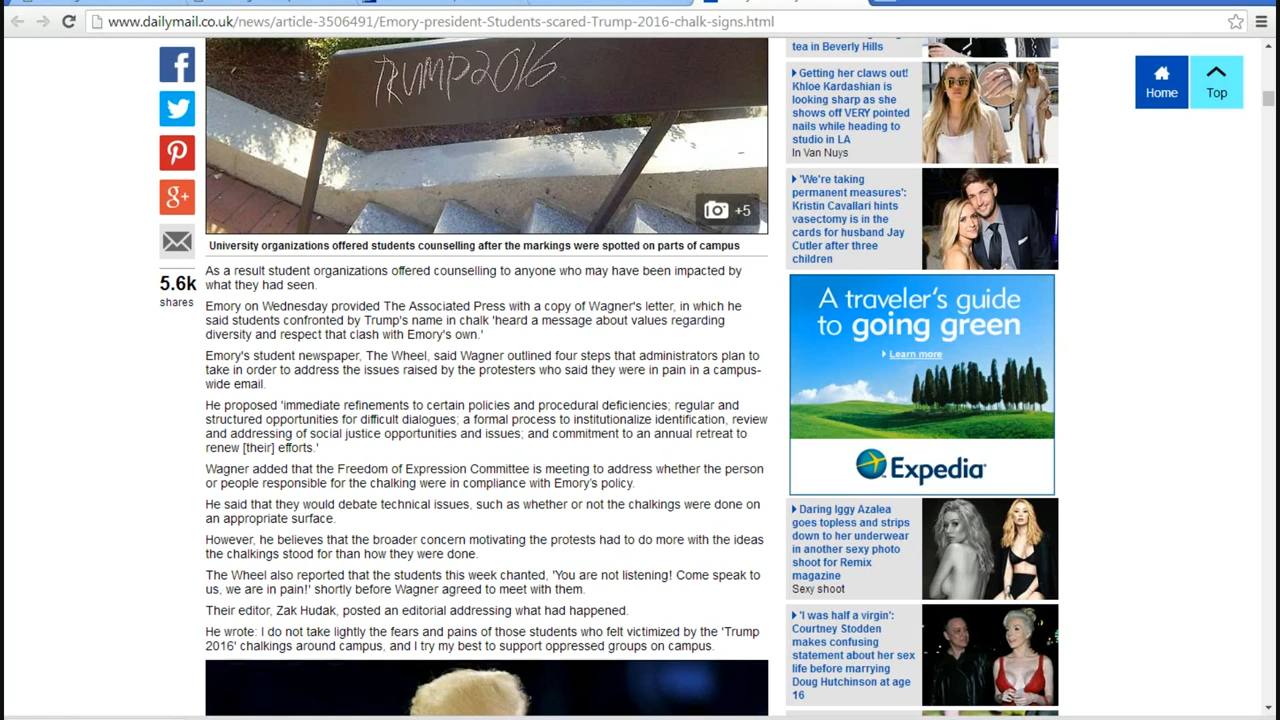 www.dailymail.co.uk/news/article-3506491/Emory-president-Students-scared-Trump-2016-chalk-signs.html
TRUMP2016
+5
University organizations offered students counselling after the markings were spotted on parts of campus
5.6k
shares
As a result student organizations offered counselling to anyone who may have been impacted by
what they had seen.
Emory on Wednesday provided The Associated Press with a copy of Wagner's letter, in which he
said students confronted by Trump's name in chalk 'heard a message about values regarding
diversity and respect that clash with Emory's own.'
Emory's student newspaper, The Wheel, said Wagner outlined four steps that administrators plan to
take in order to address the issues raised by the protesters who said they were in pain in a campus-
wide email.
He proposed 'immediate refinements to certain policies and procedural deficiencies; regular and
structured opportunities for difficult dialogues; a formal process to institutionalize identification, review
and addressing of social justice opportunities and issues; and commitment to an annual retreat to
renew [their] efforts.'
Wagner added that the Freedom of Expression Committee is meeting to address whether the person
or people responsible for the chalking were in compliance with Emory's policy.
He said that they would debate technical issues, such as whether or not the chalkings were done on
an appropriate surface.
However, he believes that the broader concern motivating the protests had to do more with the ideas
the chalkings stood for than how they were done.
The Wheel also reported that the students this week chanted, 'You are not listening! Come speak to
us, we are in pain!' shortly before Wagner agreed to meet with them.
Their editor, Zak Hudak, posted an editorial addressing what had happened.
He wrote: I do not take lightly the fears and pains of those students who felt victimized by the 'Trump
2016' chalkings around campus, and I try my best to support oppressed groups on campus.
tea in Beverly Hills
Getting her claws out!
Khloe Kardashian is
looking sharp as she
shows off VERY pointed
nails while heading to
studio in LA
In Van Nuys
'We're taking
permanent measures':
Kristin Cavallari hints
vasectomy is in the
cards for husband Jay
Cutler after three
children
A traveler's guide
to going green
Learn more
Expedia
Daring Iggy Azalea
goes topless and strips
down to her underwear
in another sexy photo
shoot for Remix
magazine
Sexy shoot
'I was half a virgin':
Courtney Stodden
makes confusing
statement about her sex
life before marrying
Doug Hutchinson at age
16
Home
Top